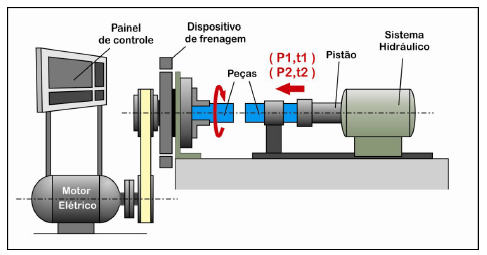 Painel
de controle
Dispositivo
de frenagem
Peças
( P1,t1 )
( P2,t2 )
Pistão
Sistema
Hidráulico
Motor
Elétrico